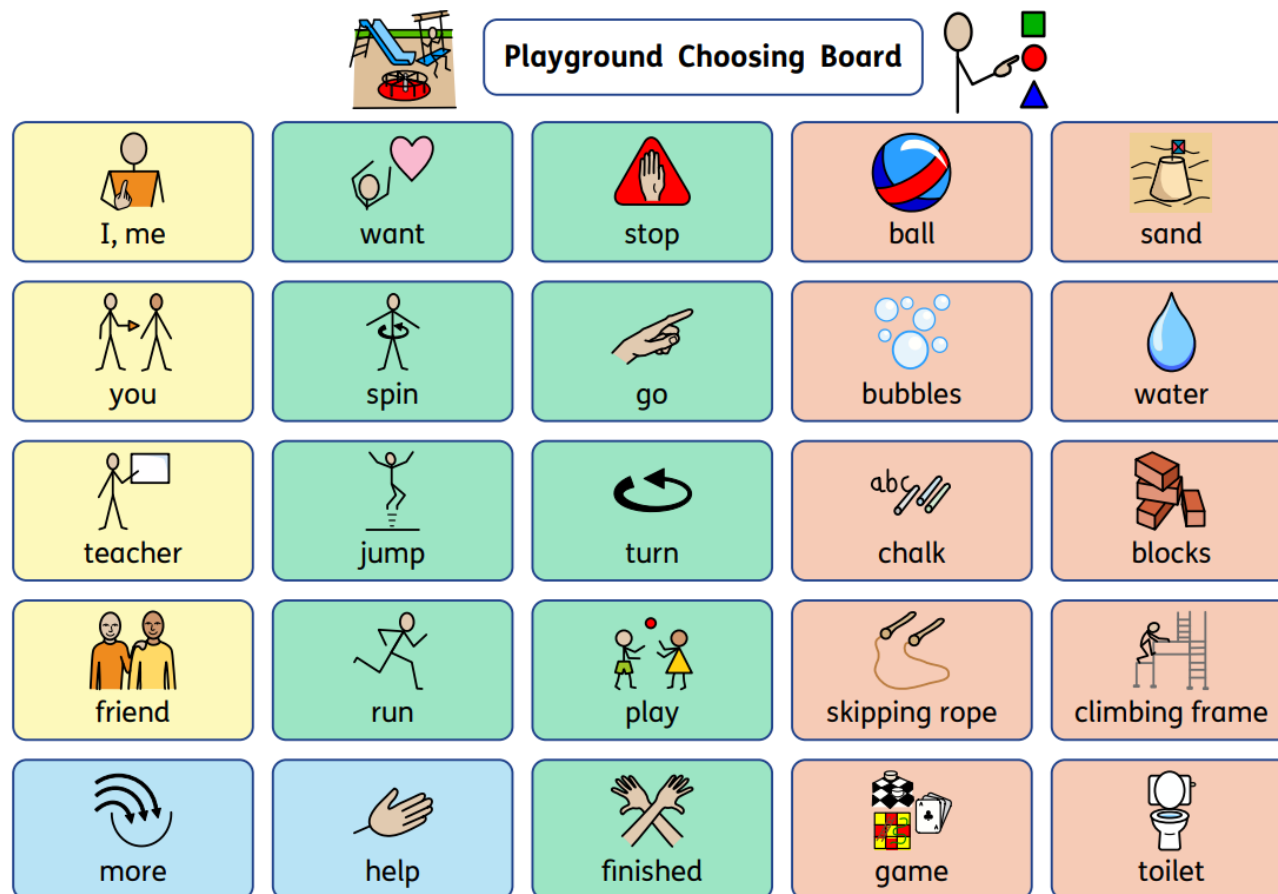 Playground Choosing Board
I, me
want
stop
ball
sand
you
spin
go
bubbles
water
teacher
jump
turn
abc
chalk
blocks
friend
run
play
skipping rope
climbing frame
more
help
finished
A
game
toilet